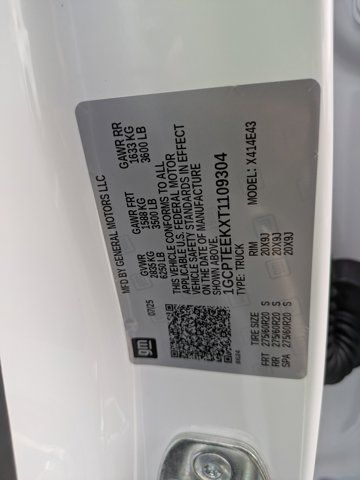 MFD BY GENERAL MOTORS LLC
07/25
GVWR
2835 KG
6250 LB
GAWR FRT
1588 KG
3500 LB
GAWR RR
1633 KG
3600 LB
THIS VEHICLE CONFORMS TO ALL
APPLICABLE U.S. FEDERAL MOTOR
VEHICLE SAFETY STANDARDS IN EFFECT
ON THE DATE OF MANUFACTURE
SHOWN ABOVE.
1GCPTEEKXT1109304
TYPE: TRUCK
MODEL: X414E43
gm
TIRE SIZE
S
RIM
FRT 275/60R20 S 20X9J
RR 275/60R20 S 20X9J
SPA 275/60R20 S 20X9J